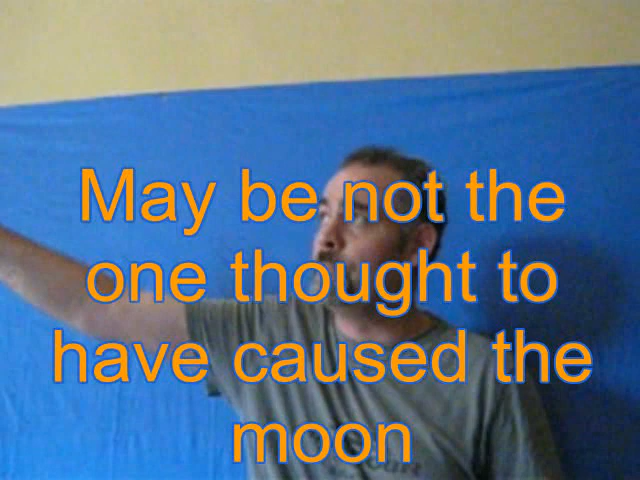 May be not the
one thought to
have caused the
moon